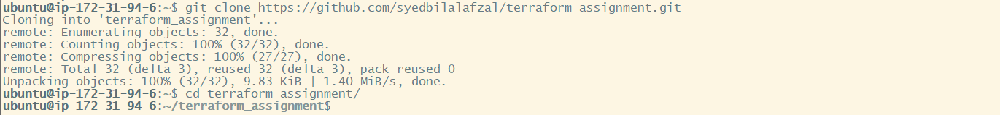 ubuntu@ip-172-31-94-6:~$ git clone https://github.com/syedbilalafzal/terraform_assignment.git
Cloning into 'terraform_assignment'...
remote: Enumerating objects: 32, done.
remote: Counting objects: 100% (32/32), done.
remote: Compressing objects: 100% (27/27), done.
remote: Total 32 (delta 3), reused 32 (delta 3), pack-reused 0
Unpacking objects: 100% (32/32), 9.83 KiB | 1.40 MiB/s, done.
ubuntu@ip-172-31-94-6:~$ cd terraform_assignment/
ubuntu@ip-172-31-94-6:~/terraform_assignment$